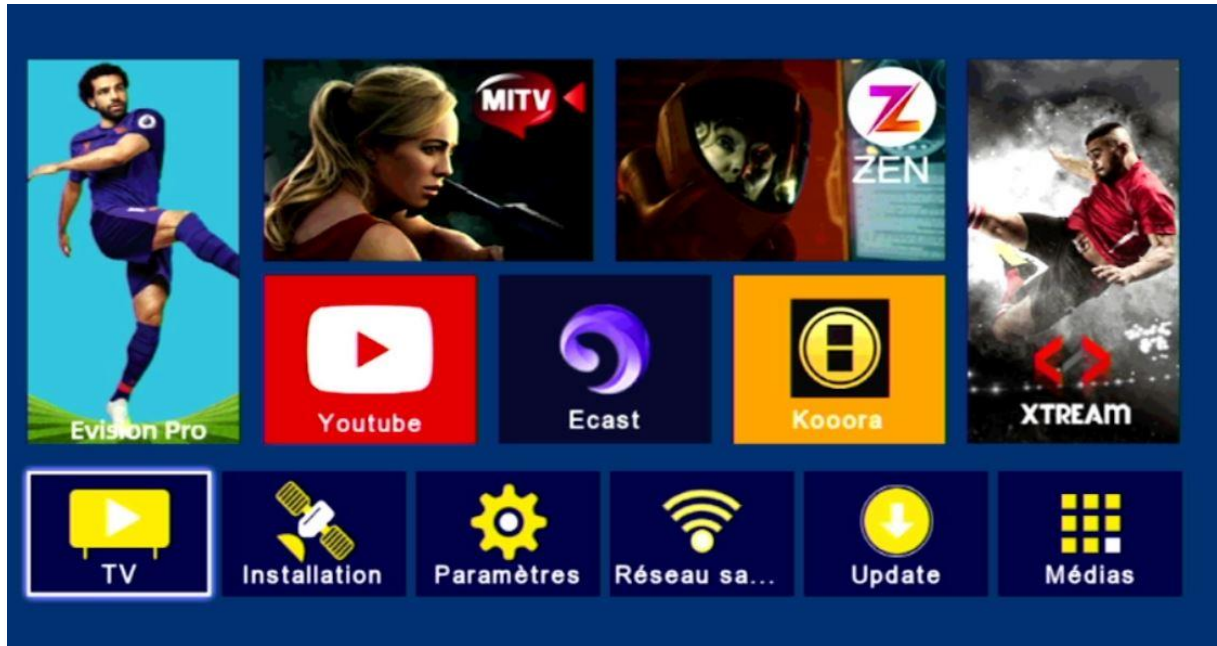 MITV
Z
ZEN
Evision Pro
Youtube
Ecast
Kooora
XTREAM
TV
Installation
Paramètres
Réseau sa...
Update
Médias